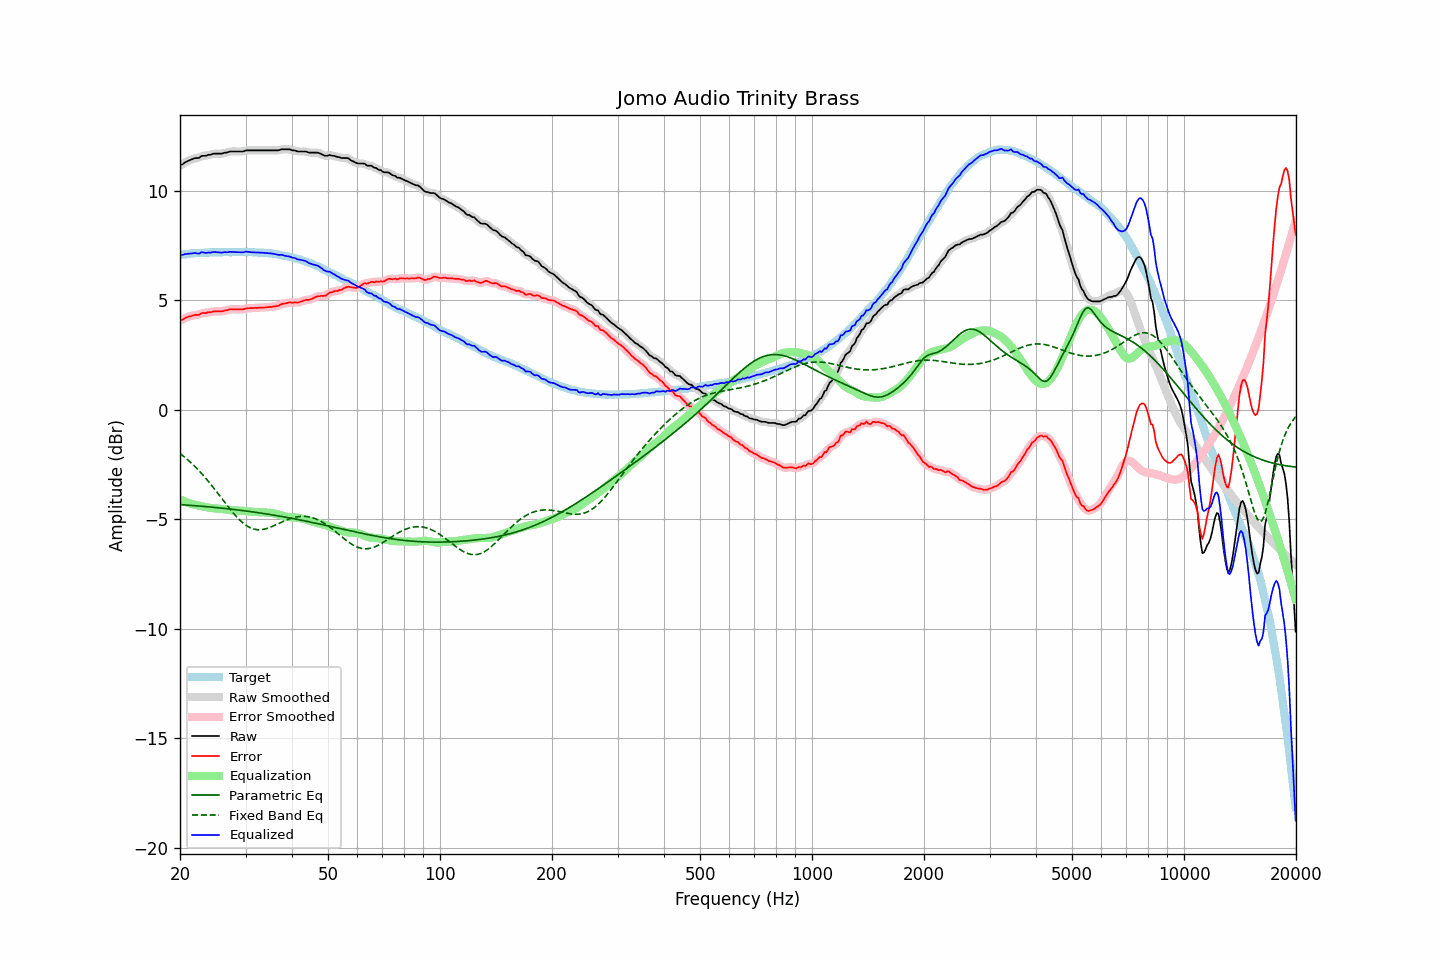 Jomo Audio Trinity Brass
Amplitude (dBr)
10
5
0
−5
−10
−15
−20
Target
Raw Smoothed
Error Smoothed
Raw
Error
Equalization
Parametric Eq
Fixed Band Eq
Equalized
20 50 100 200 500 1000 2000 5000 10000 20000
Frequency (Hz)